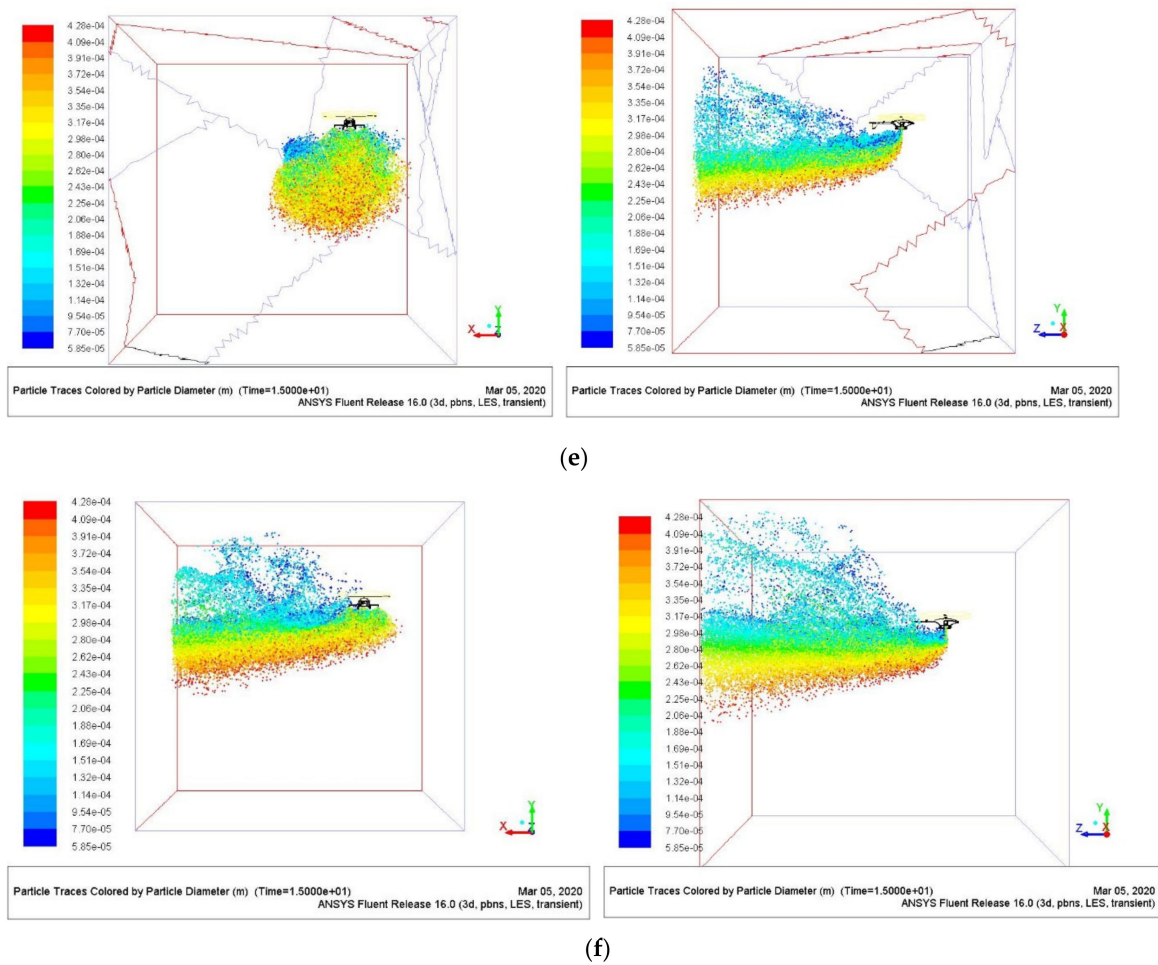 4.28e-04
4.09e-04
3.91e-04
3.72e-04
3.54e-04
3.35e-04
3.17e-04
2.98e-04
2.80e-04
2.62e-04
2.43e-04
2.25e-04
2.06e-04
1.88e-04
1.69e-04
1.51e-04
1.32e-04
1.14e-04
9.54e-05
7.70e-05
5.85e-05
Y
X Z
Particle Traces Colored by Particle Diameter (m) (Time=1.5000e+01) Mar 05, 2020
ANSYS Fluent Release 16.0 (3d, pbns, LES, transient)
4.28e-04
4.09e-04
3.91e-04
3.72e-04
3.54e-04
3.35e-04
3.17e-04
2.98e-04
2.80e-04
2.62e-04
2.43e-04
2.25e-04
2.06e-04
1.88e-04
1.69e-04
1.51e-04
1.32e-04
1.14e-04
9.54e-05
7.70e-05
5.85e-05
Y
Z X
Particle Traces Colored by Particle Diameter (m) (Time=1.5000e+01) Mar 05, 2020
ANSYS Fluent Release 16.0 (3d, pbns, LES, transient)
(e)
4.28e-04
4.09e-04
3.91e-04
3.72e-04
3.54e-04
3.35e-04
3.17e-04
2.98e-04
2.80e-04
2.62e-04
2.43e-04
2.25e-04
2.06e-04
1.88e-04
1.69e-04
1.51e-04
1.32e-04
1.14e-04
9.54e-05
7.70e-05
5.85e-05
Y
X Z
Particle Traces Colored by Particle Diameter (m) (Time=1.5000e+01) Mar 05, 2020
ANSYS Fluent Release 16.0 (3d, pbns, LES, transient)
4.28e-04
4.09e-04
3.91e-04
3.72e-04
3.54e-04
3.35e-04
3.17e-04
2.98e-04
2.80e-04
2.62e-04
2.43e-04
2.25e-04
2.06e-04
1.88e-04
1.69e-04
1.51e-04
1.32e-04
1.14e-04
9.54e-05
7.70e-05
5.85e-05
Y
Z X
Particle Traces Colored by Particle Diameter (m) (Time=1.5000e+01) Mar 05, 2020
ANSYS Fluent Release 16.0 (3d, pbns, LES, transient)
(f)